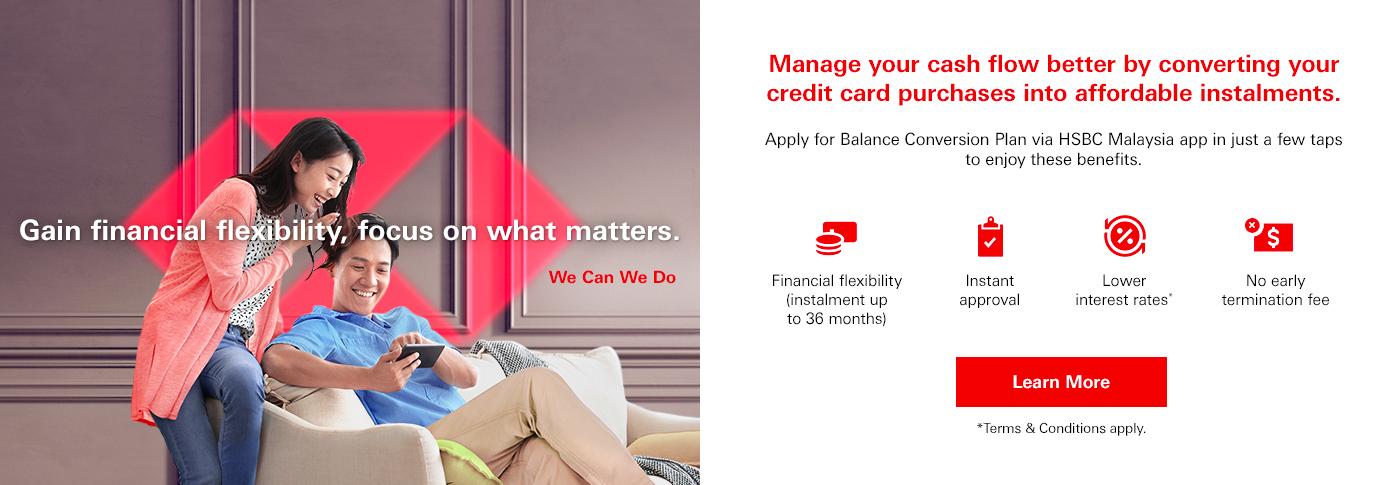 Gain financial flexibility, focus on what matters.
We Can We Do
Manage your cash flow better by converting your
credit card purchases into affordable instalments.
Apply for Balance Conversion Plan via HSBC Malaysia app in just a few taps
to enjoy these benefits.
Financial flexibility
(instalment up
to 36 months)
Instant
approval
Lower
interest rates*
No early
termination fee
Learn More
*Terms & Conditions apply.